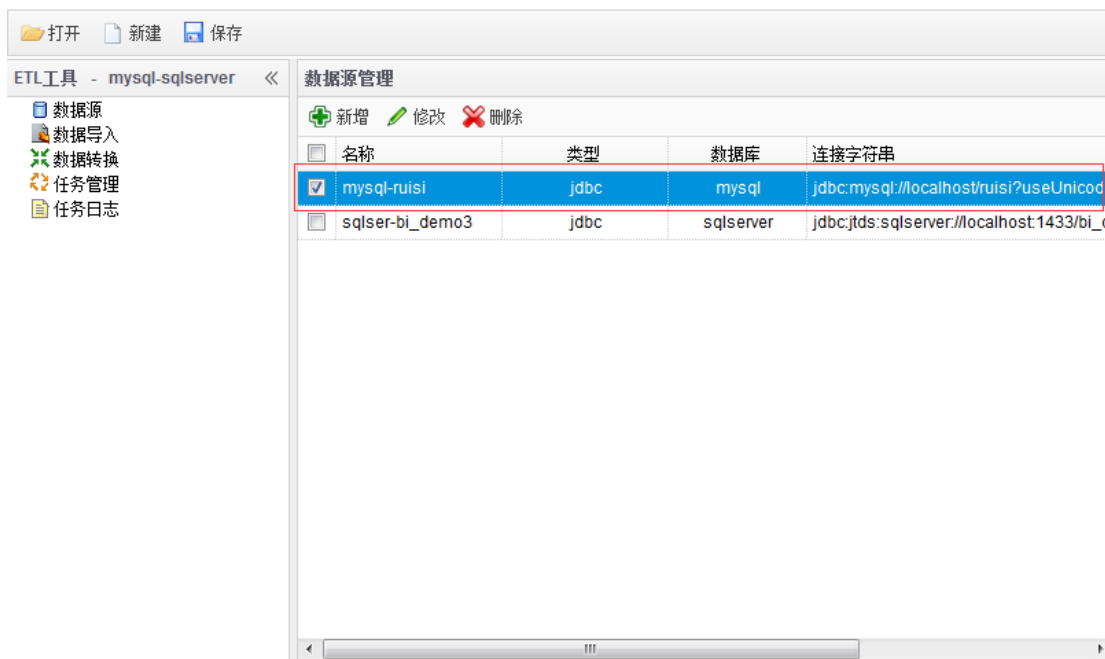 打开 新建 保存
ETL工具 - mysql-sqlserver
数据源
数据导入
数据转换
任务管理
任务日志
数据源管理
新增 修改 删除
名称 类型 数据库 连接字符串
mysql-ruisi jdbc mysql jdbc:mysql://localhost/ruisi?useUnicod
sqlser-bi_demo3 jdbc sqlserver jdbc:jtds:sqlserver://localhost:1433/bi_